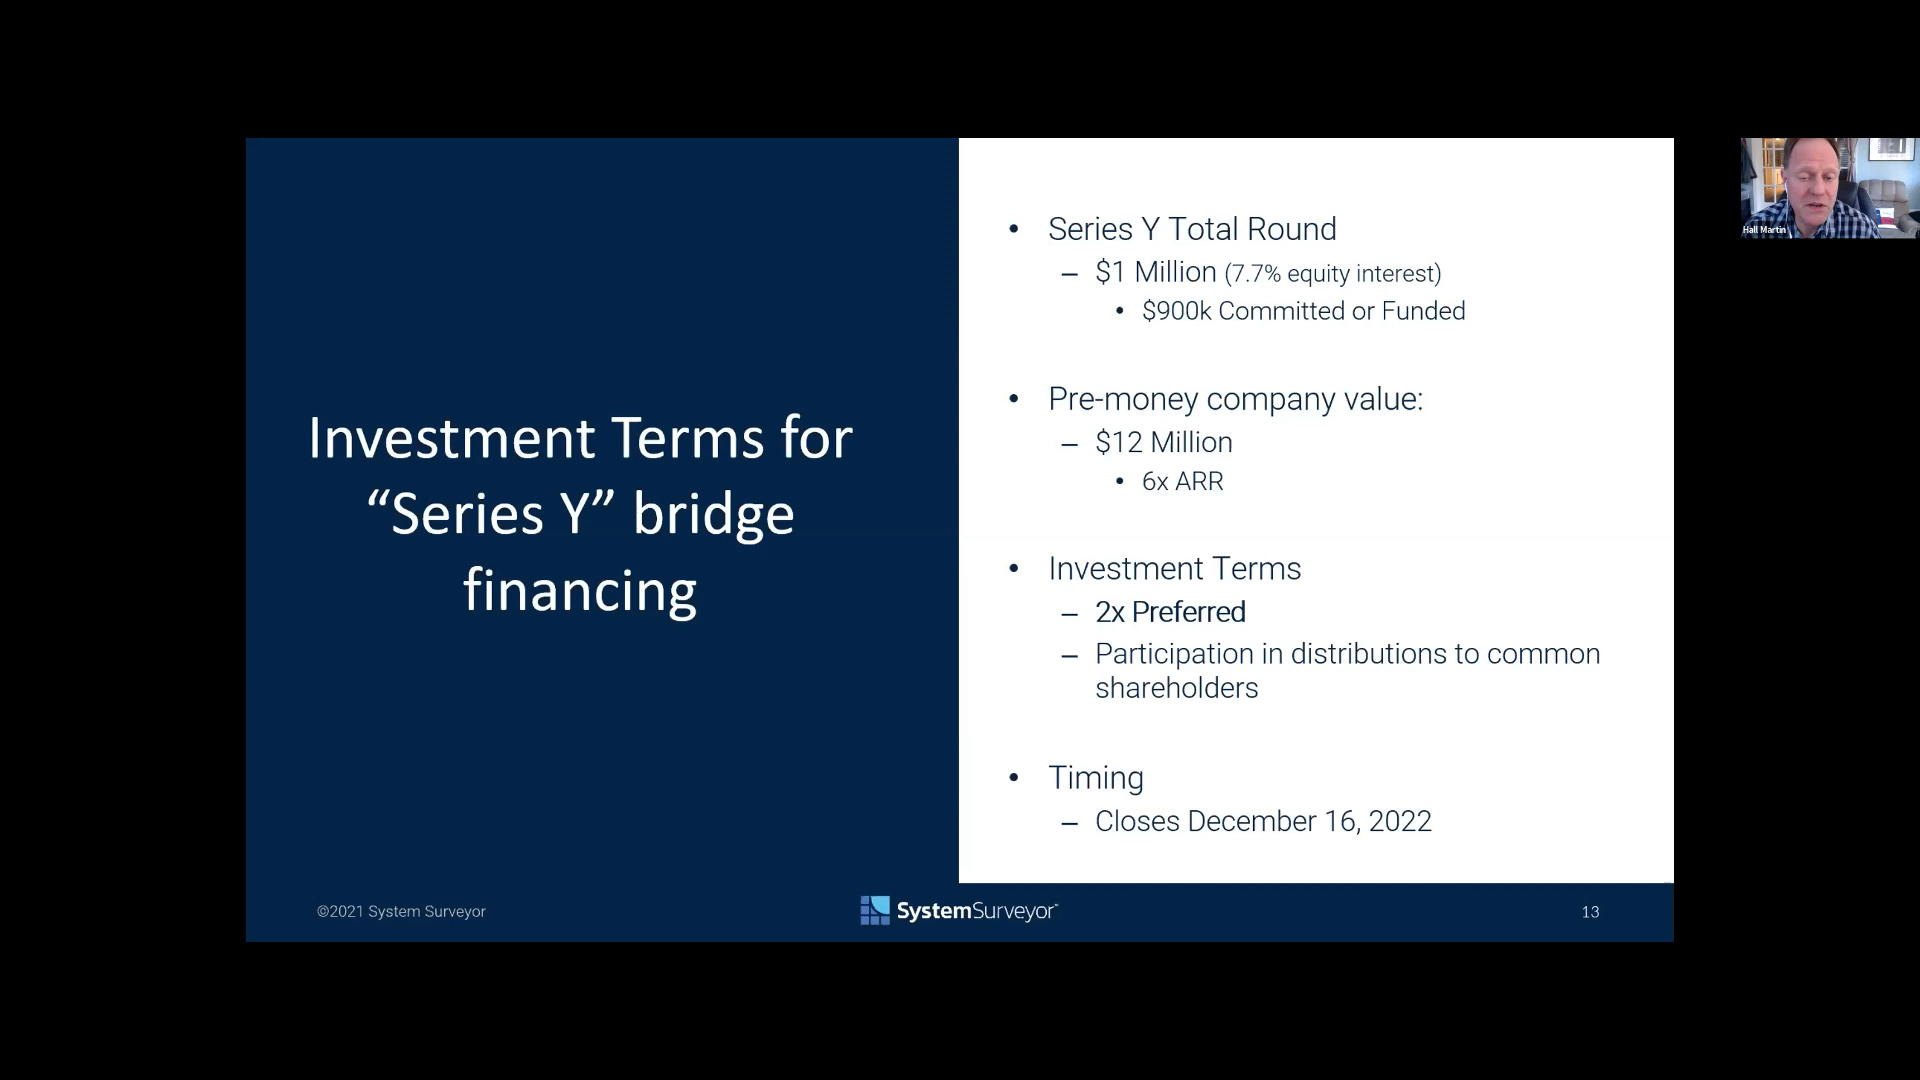 Investment Terms for
“Series Y” bridge
financing
• Series Y Total Round
– $1 Million (7.7% equity interest)
• $900k Committed or Funded
• Pre-money company value:
– $12 Million
• 6x ARR
• Investment Terms
– 2x Preferred
– Participation in distributions to common
shareholders
• Timing
– Closes December 16, 2022
©2021 System Surveyor
SystemSurveyor™
13
Hall Martin